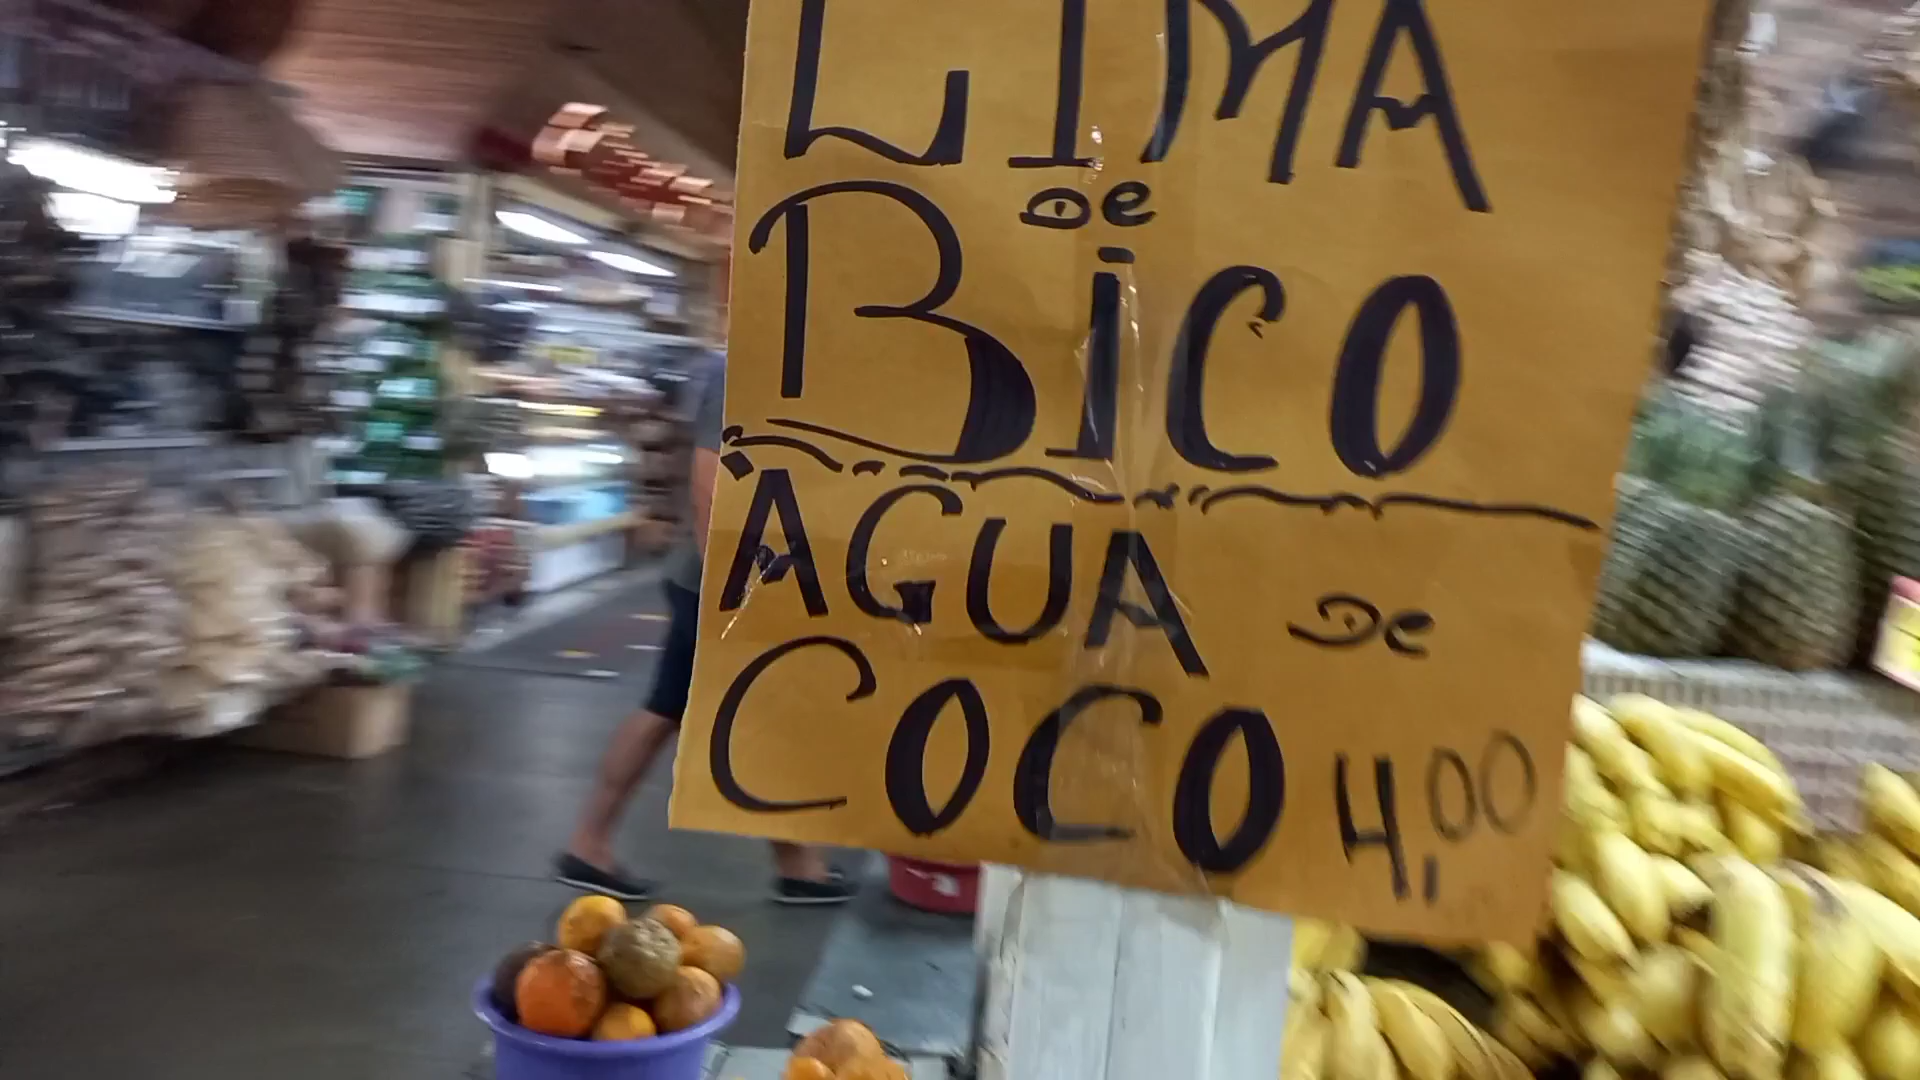 LIMA
De
BiCO
AGUA De
COCO 4,00